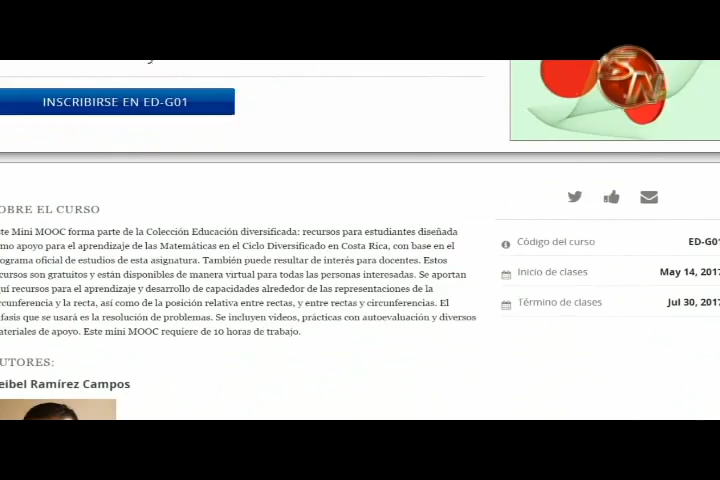 SN
INSCRIBIRSE EN ED-G01
OBRE EL CURSO
te Mini MOOC forma parte de la Colección Educación diversificada: recursos para estudiantes diseñada
mo apoyo para el aprendizaje de las Matemáticas en el Ciclo Diversificado en Costa Rica, con base en el
ograma oficial de estudios de esta asignatura. También puede resultar de interés para docentes. Estos
cursos son gratuitos y están disponibles de manera virtual para todas las personas interesadas. Se aportan
uí recursos para el aprendizaje y desarrollo de capacidades alrededor de las representaciones de la
cunferencia y la recta, así como de la posición relativa entre rectas, y entre rectas y circunferencias. El
fasis que se usará es la resolución de problemas. Se incluyen videos, prácticas con autoevaluación y diversos
ateriales de apoyo. Este mini MOOC requiere de 10 horas de trabajo.
UTORES:
eibel Ramírez Campos
Código del curso ED-G01
Inicio de clases May 14, 2017
Término de clases Jul 30, 2017